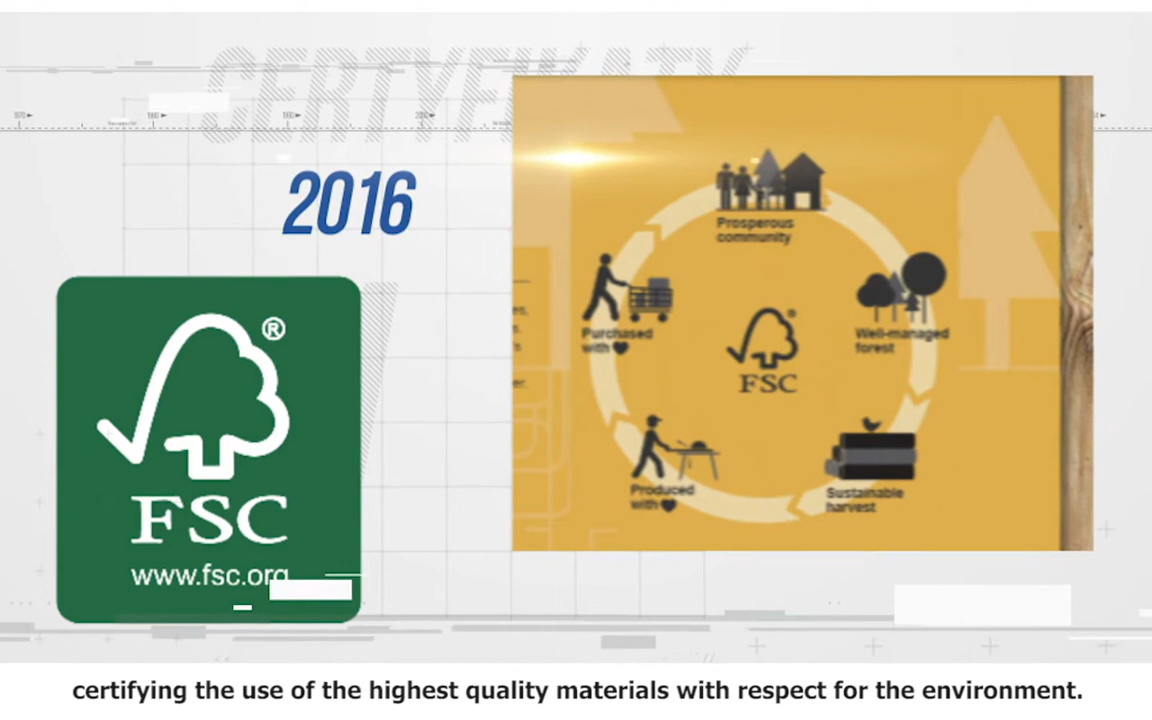 CERTYFIKATY
2016
Prosperous
community
Purchased
with
Well-managed
forest
FSC
Produced
with
Sustainable
harvest
®
FSC
www.fsc.org
certifying the use of the highest quality materials with respect for the environment.